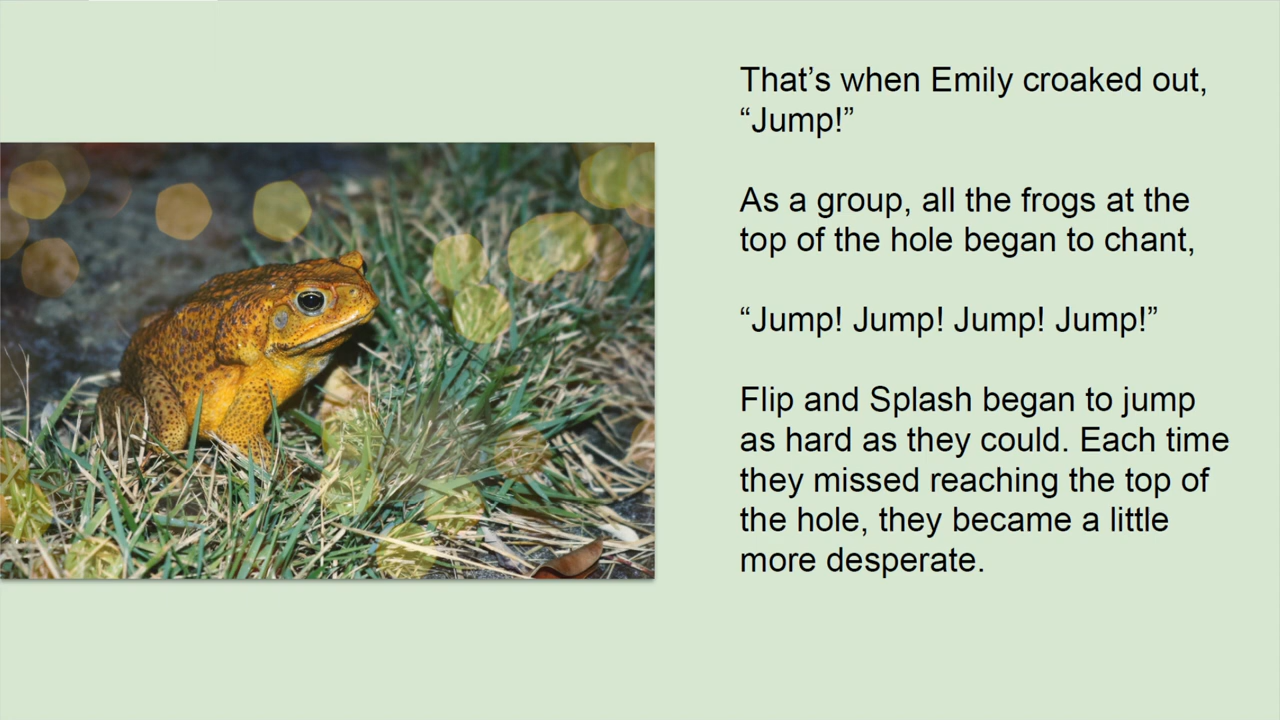 That’s when Emily croaked out,
“Jump!”
As a group, all the frogs at the
top of the hole began to chant,
“Jump! Jump! Jump! Jump!”
Flip and Splash began to jump
as hard as they could. Each time
they missed reaching the top of
the hole, they became a little
more desperate.